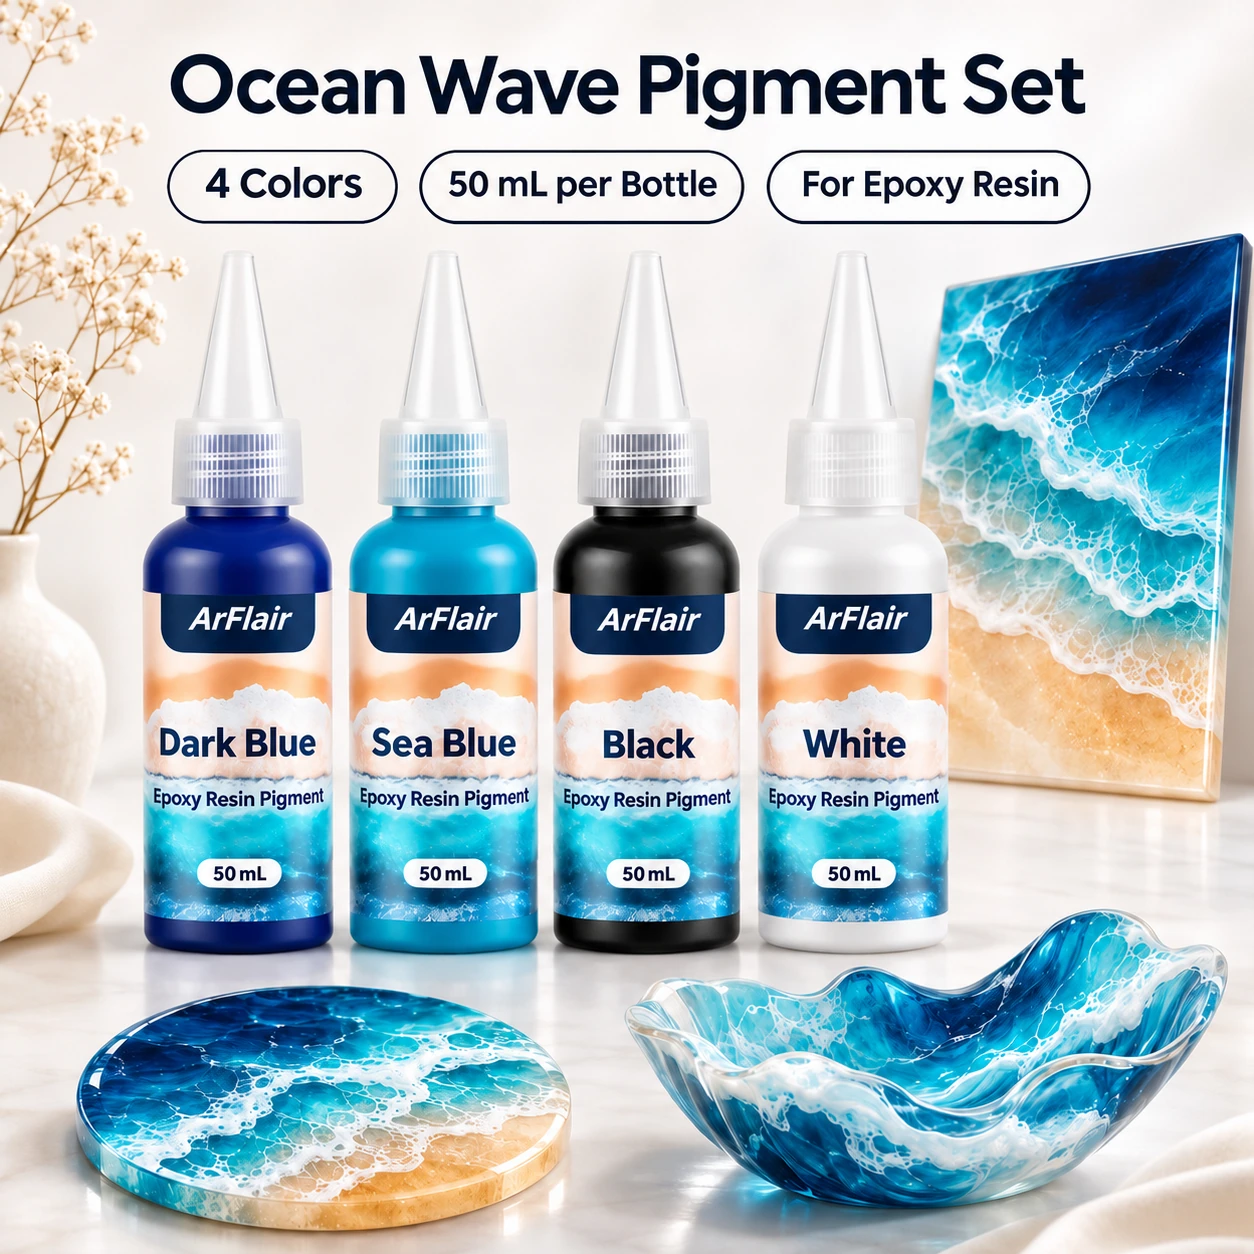 Ocean Wave Pigment Set
4 Colors
50 mL per Bottle
For Epoxy Resin
ArFlair
Dark Blue
Epoxy Resin Pigment
50 mL
ArFlair
Sea Blue
Epoxy Resin Pigment
50 mL
ArFlair
Black
Epoxy Resin Pigment
50 mL
ArFlair
White
Epoxy Resin Pigment
50 mL